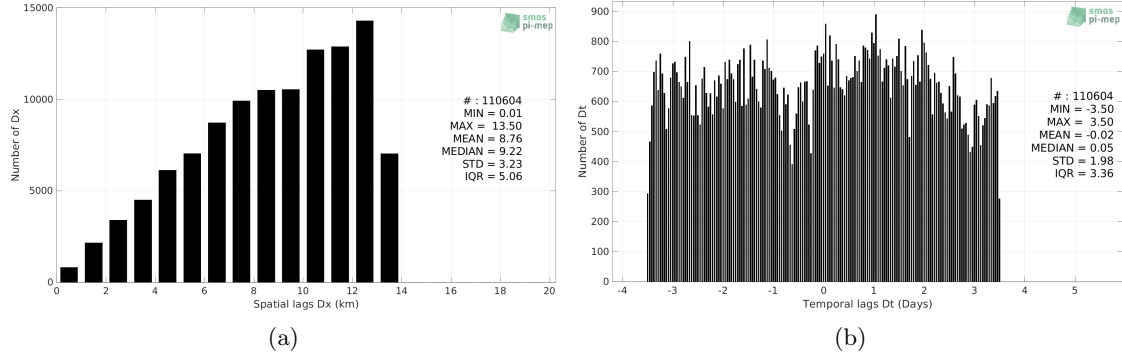 15000
10000
5000
0
0 2 4 6 8 10 12 14 16 18 20
Number of Dx
Spatial lags Dx (km)
smos
pi-mep
# : 110604
MIN = 0.01
MAX = 13.50
MEAN = 8.76
MEDIAN = 9.22
STD = 3.23
IQR = 5.06
(a)
900
800
700
600
500
400
300
200
100
0
-4 -3 -2 -1 0 1 2 3 4 5
Number of Dt
Temporal lags Dt (Days)
smos
pi-mep
# : 110604
MIN = -3.50
MAX = 3.50
MEAN = -0.02
MEDIAN = 0.05
STD = 1.98
IQR = 3.36
(b)